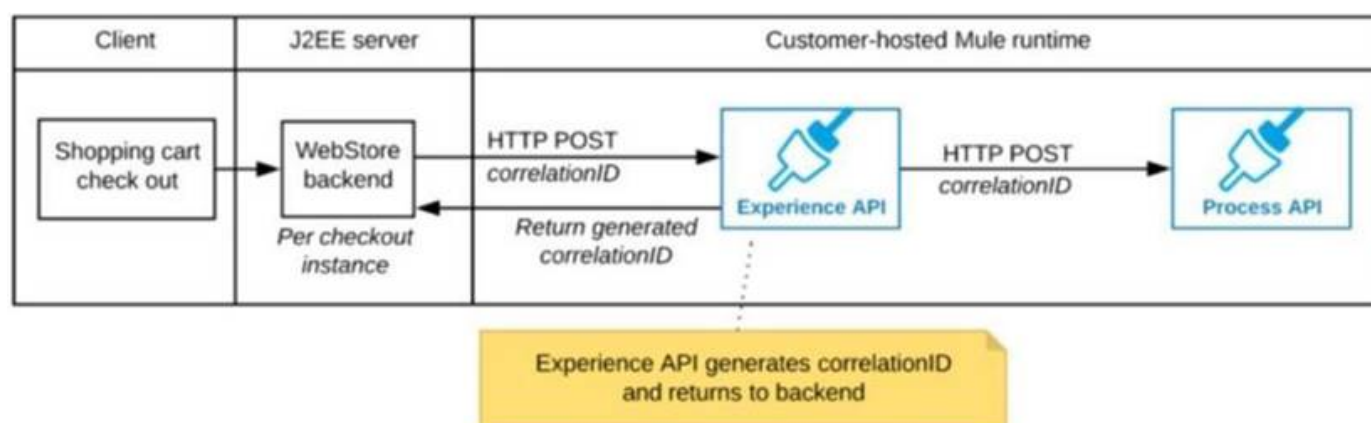 Client
J2EE server
Customer-hosted Mule runtime
Shopping cart
check out
WebStore
backend
Per checkout
instance
HTTP POST
correlationID
Return generated
correlationID
Experience API
HTTP POST
correlationID
Process API
Experience API generates correlationID
and returns to backend